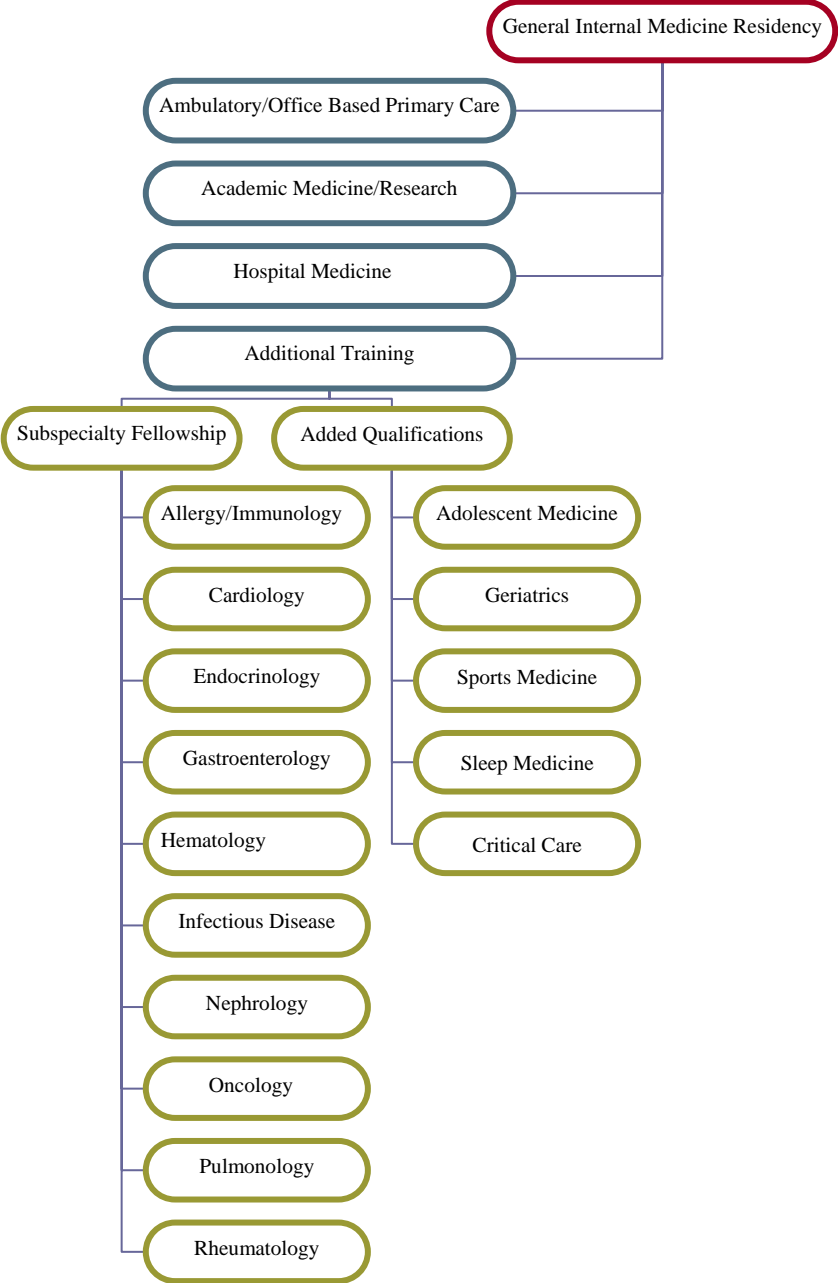 General Internal Medicine Residency
Ambulatory/Office Based Primary Care
Academic Medicine/Research
Hospital Medicine
Additional Training
Subspecialty Fellowship
Added Qualifications
Allergy/Immunology
Cardiology
Endocrinology
Gastroenterology
Hematology
Infectious Disease
Nephrology
Oncology
Pulmonology
Rheumatology
Adolescent Medicine
Geriatrics
Sports Medicine
Sleep Medicine
Critical Care